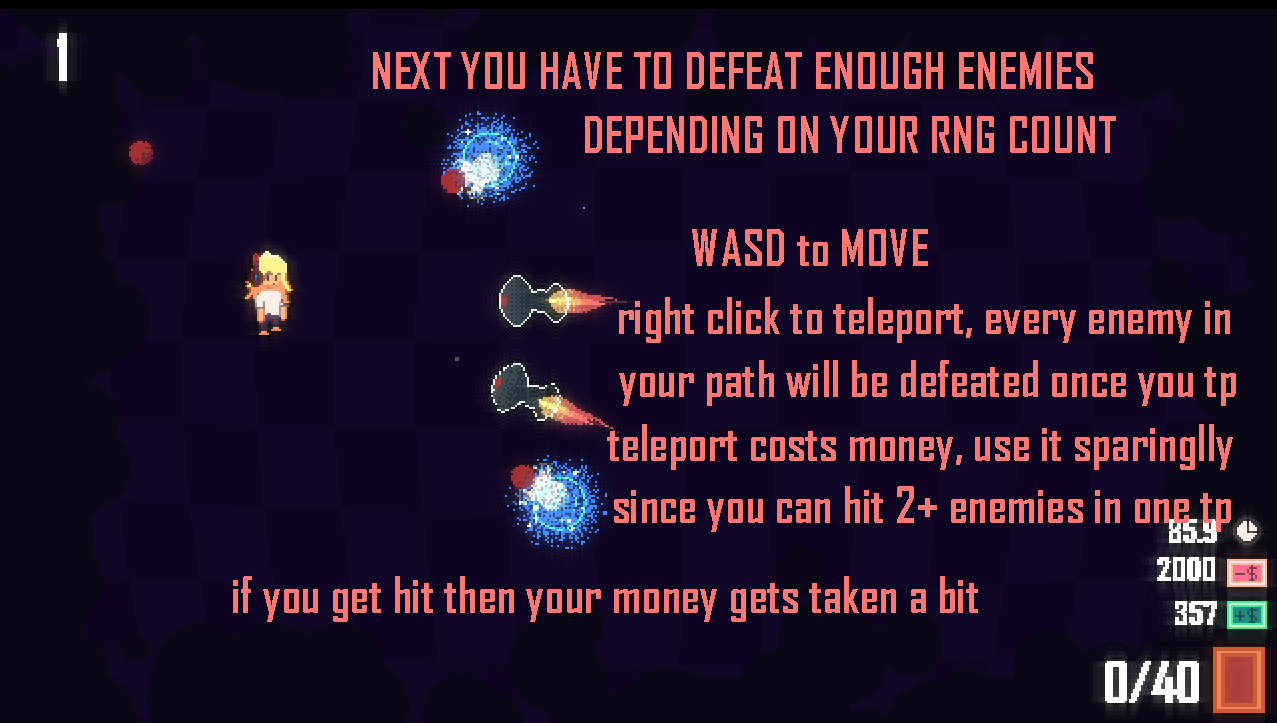 1
NEXT YOU HAVE TO DEFEAT ENOUGH ENEMIES
DEPENDING ON YOUR RNG COUNT
WASD to MOVE
right click to teleport, every enemy in
your path will be defeated once you tp
teleport costs money, use it sparinglly
since you can hit 2+ enemies in one tp
85.9
2000 -$
357 +$
if you get hit then your money gets taken a bit
0/40